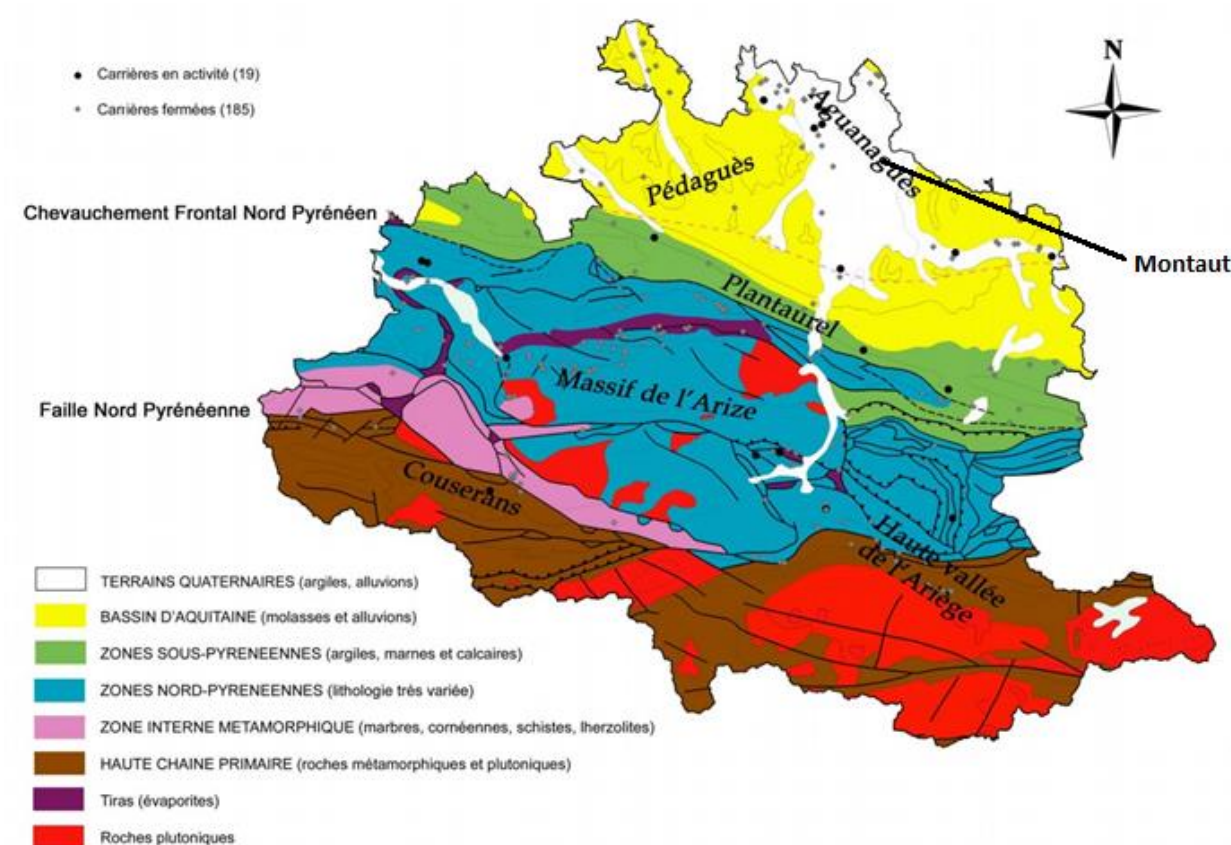 N
Carrières en activité (19)
Carrières fermées (185)
Aguanaguès
Pédaguès
Chevauchement Frontal Nord Pyrénéen
Montaut
Plantaurel
Massif de l'Arize
Faille Nord Pyrénéenne
Couserans
Haute vallée
de l'Ariège
TERRAINS QUATERNAIRES (argiles, alluvions)
BASSIN D'AQUITAINE (molasses et alluvions)
ZONES SOUS-PYRENEENNES (argiles, marnes et calcaires)
ZONES NORD-PYRENEENNES (lithologie très variée)
ZONE INTERNE METAMORPHIQUE (marbres, cornéennes, schistes, lherzolites)
HAUTE CHAINE PRIMAIRE (roches métamorphiques et plutoniques)
Tiras (évaporites)
Roches plutoniques